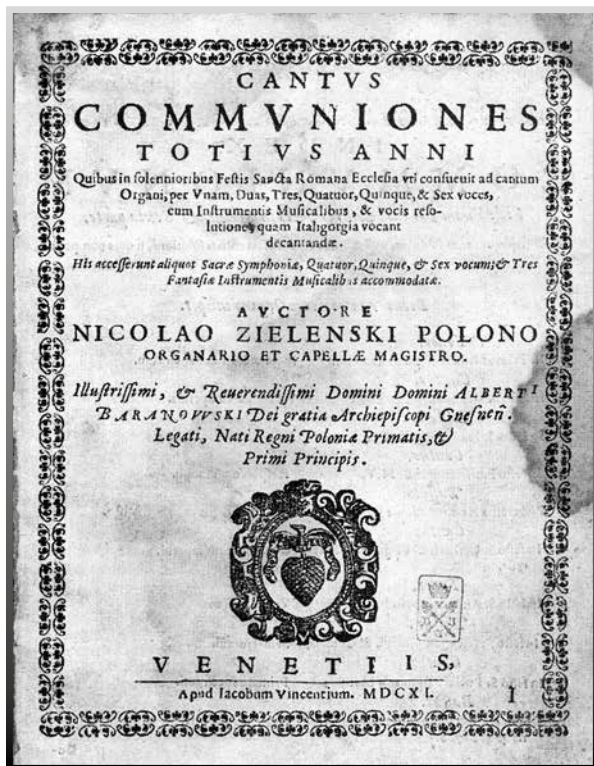 CANTVS
COMMVNIONES
TOTIVS ANNI
Quibus in solennioribus Festis Sancta Romana Ecclesia vti consueuit ad cantum
Organi, per Vnam, Duas, Tres, Quatuor, Quinque, & Sex voces,
cum Instrumentis Musicalibus, & vocis reso-
lutiones quam Itali gorgia vocant
decantandæ.
His accesserunt aliquot Sacræ Symphoniæ, Quatuor, Quinque, & Sex vocum; & Tres
Fantasiæ Instrumentis Musicalibus accommodatæ.
AVCTORE
NICOLAO ZIELENSKI POLONO
ORGANARIO ET CAPELLÆ MAGISTRO.
Illustrissimi, & Reuerendissimi Domini Domini ALBERTI
BARANOVVSKI Dei gratia Archiepiscopi Gnesneñ.
Legati, Nati Regni Poloniæ Primatis, &
Primi Principis.
VENETIIS,
Apud Iacobum Vincentium. MDCXI. I